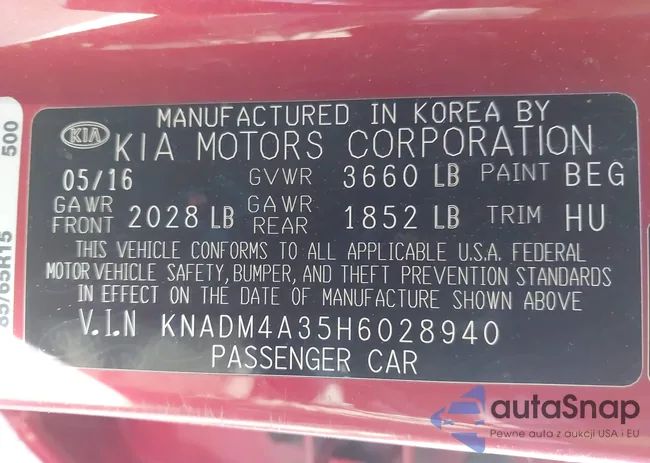 MANUFACTURED IN KOREA BY
KIA KIA MOTORS CORPORATION
05/16 GVWR 3660 LB PAINT BEG
GAWR FRONT 2028 LB GAWR REAR 1852 LB TRIM HU
THIS VEHICLE CONFORMS TO ALL APPLICABLE U.S.A. FEDERAL
MOTOR VEHICLE SAFETY, BUMPER, AND THEFT PREVENTION STANDARDS
IN EFFECT ON THE DATE OF MANUFACTURE SHOWN ABOVE
V.I.N KNADM4A35H6028940
PASSENGER CAR
500
85/65R15
autaSnap
Pewne auta z aukcji USA i EU